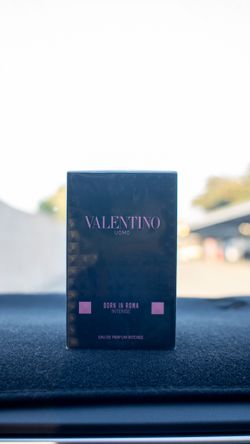 VALENTINO
UOMO
BORN IN ROMA
INTENSE
EAU DE PARFUM INTENSE